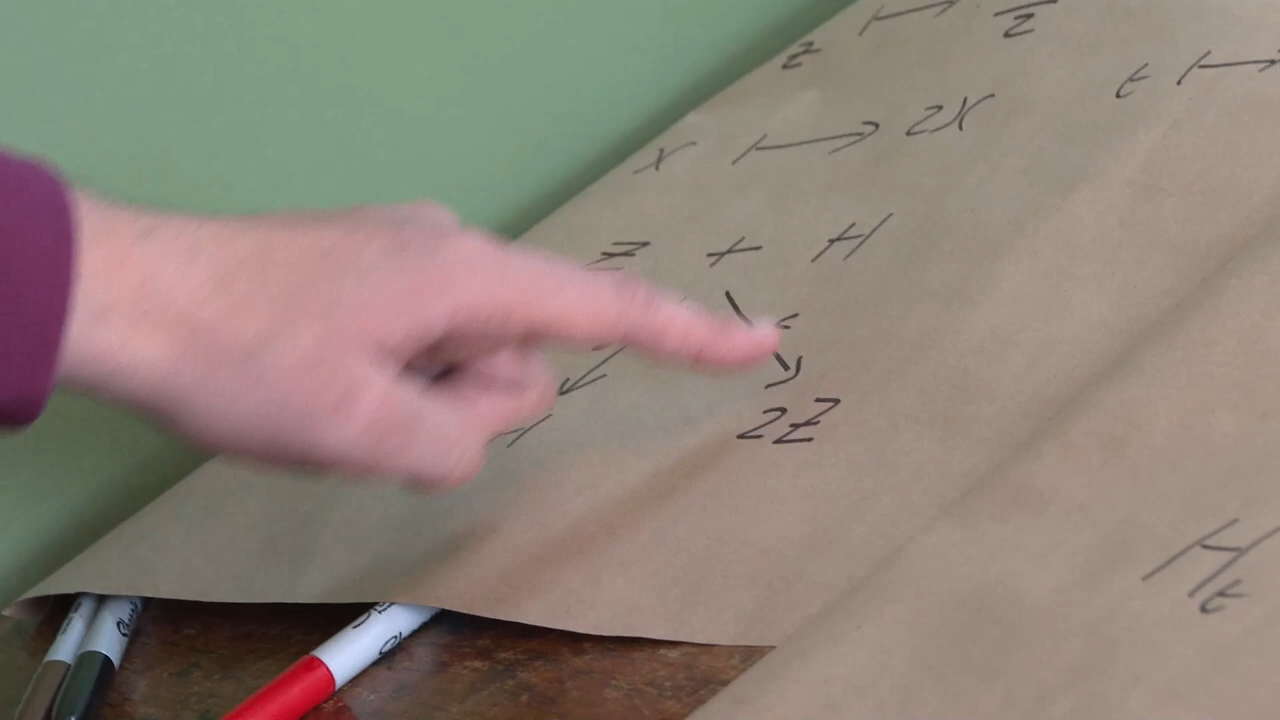 z ↦ z
t ↦
x ↦ 2x
Z + H
2Z
H_t